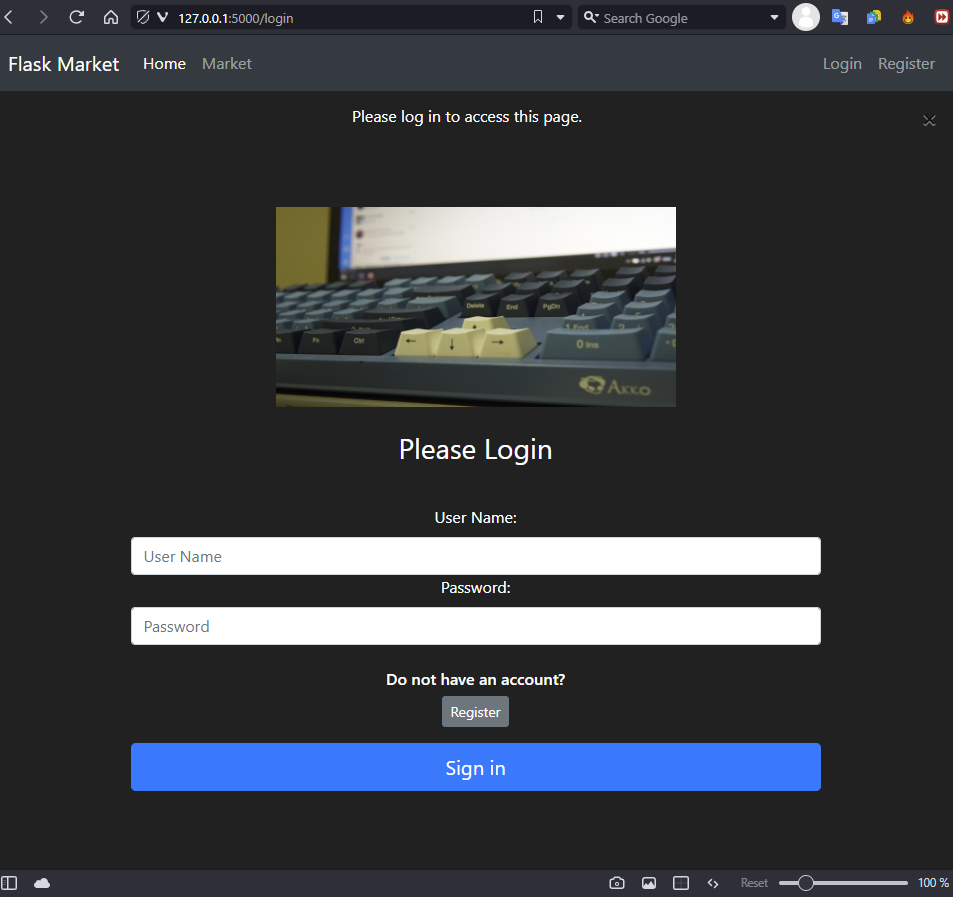 127.0.0.1:5000/login
Search Google
Flask Market Home Market Login Register
Please log in to access this page.
Delete End PgDn
Fn Ctrl
1 End
0 Ins
AKKO
Please Login
User Name:
User Name
Password:
Password
Do not have an account?
Register
Sign in
Reset 100 %